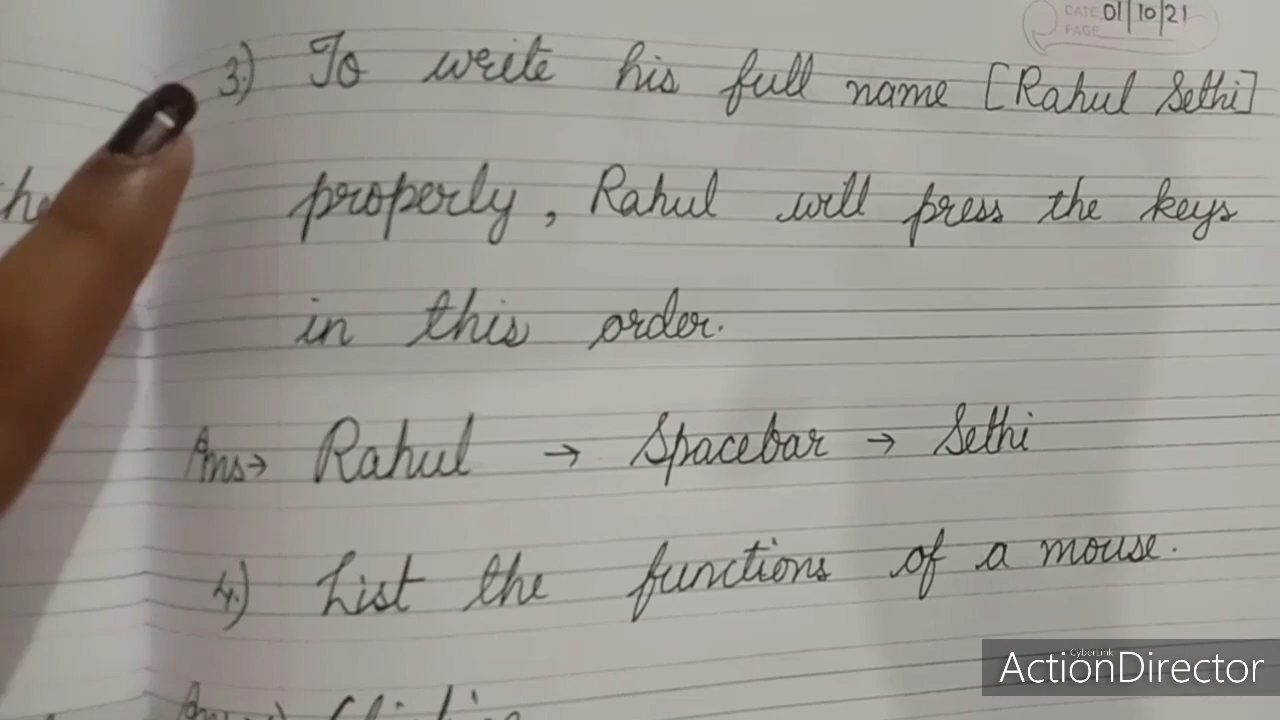 DATE 01/10/21
PAGE
3.) To write his full name [Rahul Sethi]
properly, Rahul will press the keys
in this order.
Ans→ Rahul → Spacebar → Sethi
4.) List the functions of a mouse.
CyberLink
ActionDirector